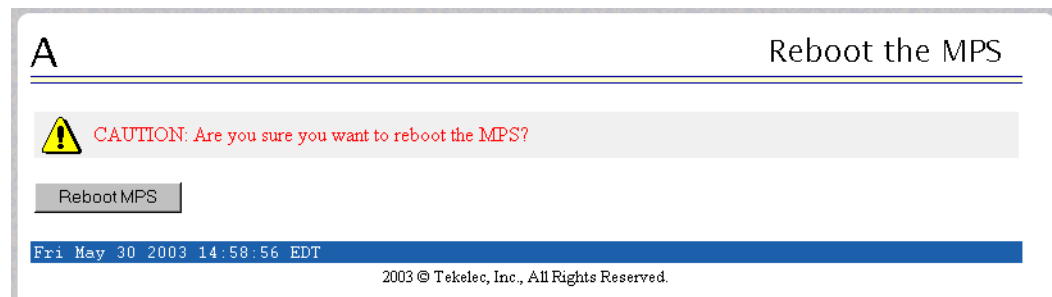 A
Reboot the MPS
CAUTION: Are you sure you want to reboot the MPS?
Reboot MPS
Fri May 30 2003 14:58:56 EDT
2003 © Tekelec, Inc., All Rights Reserved.